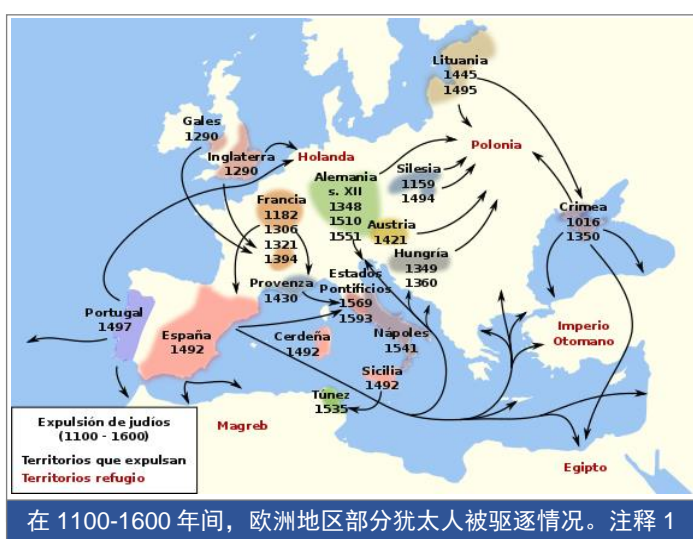 Lituania
1445
1495
Gales
1290
Inglaterra
1290
Holanda
Polonia
Alemania
s. XII
1348
1510
1551
Silesia
1159
1494
Francia
1182
1306
1321
1394
Austria
1421
Crimea
1016
1350
Hungría
1349
1360
Provenza
1430
Estados
Pontificios
1569
1593
Portugal
1497
España
1492
Cerdeña
1492
Nápoles
1541
Imperio
Otomano
Sicilia
1492
Túnez
1535
Magreb
Egipto
Expulsión de judíos
(1100 - 1600)
Territorios que expulsan
Territorios refugio
在 1100-1600 年间，欧洲地区部分犹太人被驱逐情况。注释 1